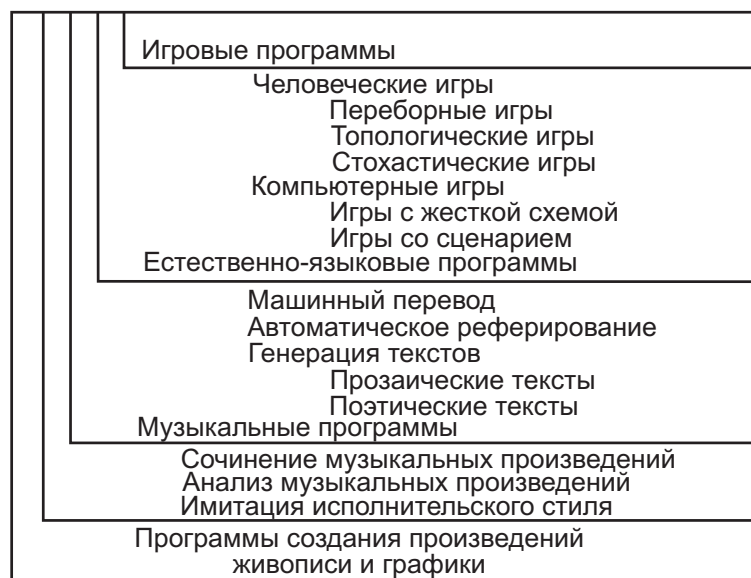 Игровые программы
Человеческие игры
Переборные игры
Топологические игры
Стохастические игры
Компьютерные игры
Игры с жесткой схемой
Игры со сценарием
Естественно-языковые программы
Машинный перевод
Автоматическое реферирование
Генерация текстов
Прозаические тексты
Поэтические тексты
Музыкальные программы
Сочинение музыкальных произведений
Анализ музыкальных произведений
Имитация исполнительского стиля
Программы создания произведений
живописи и графики